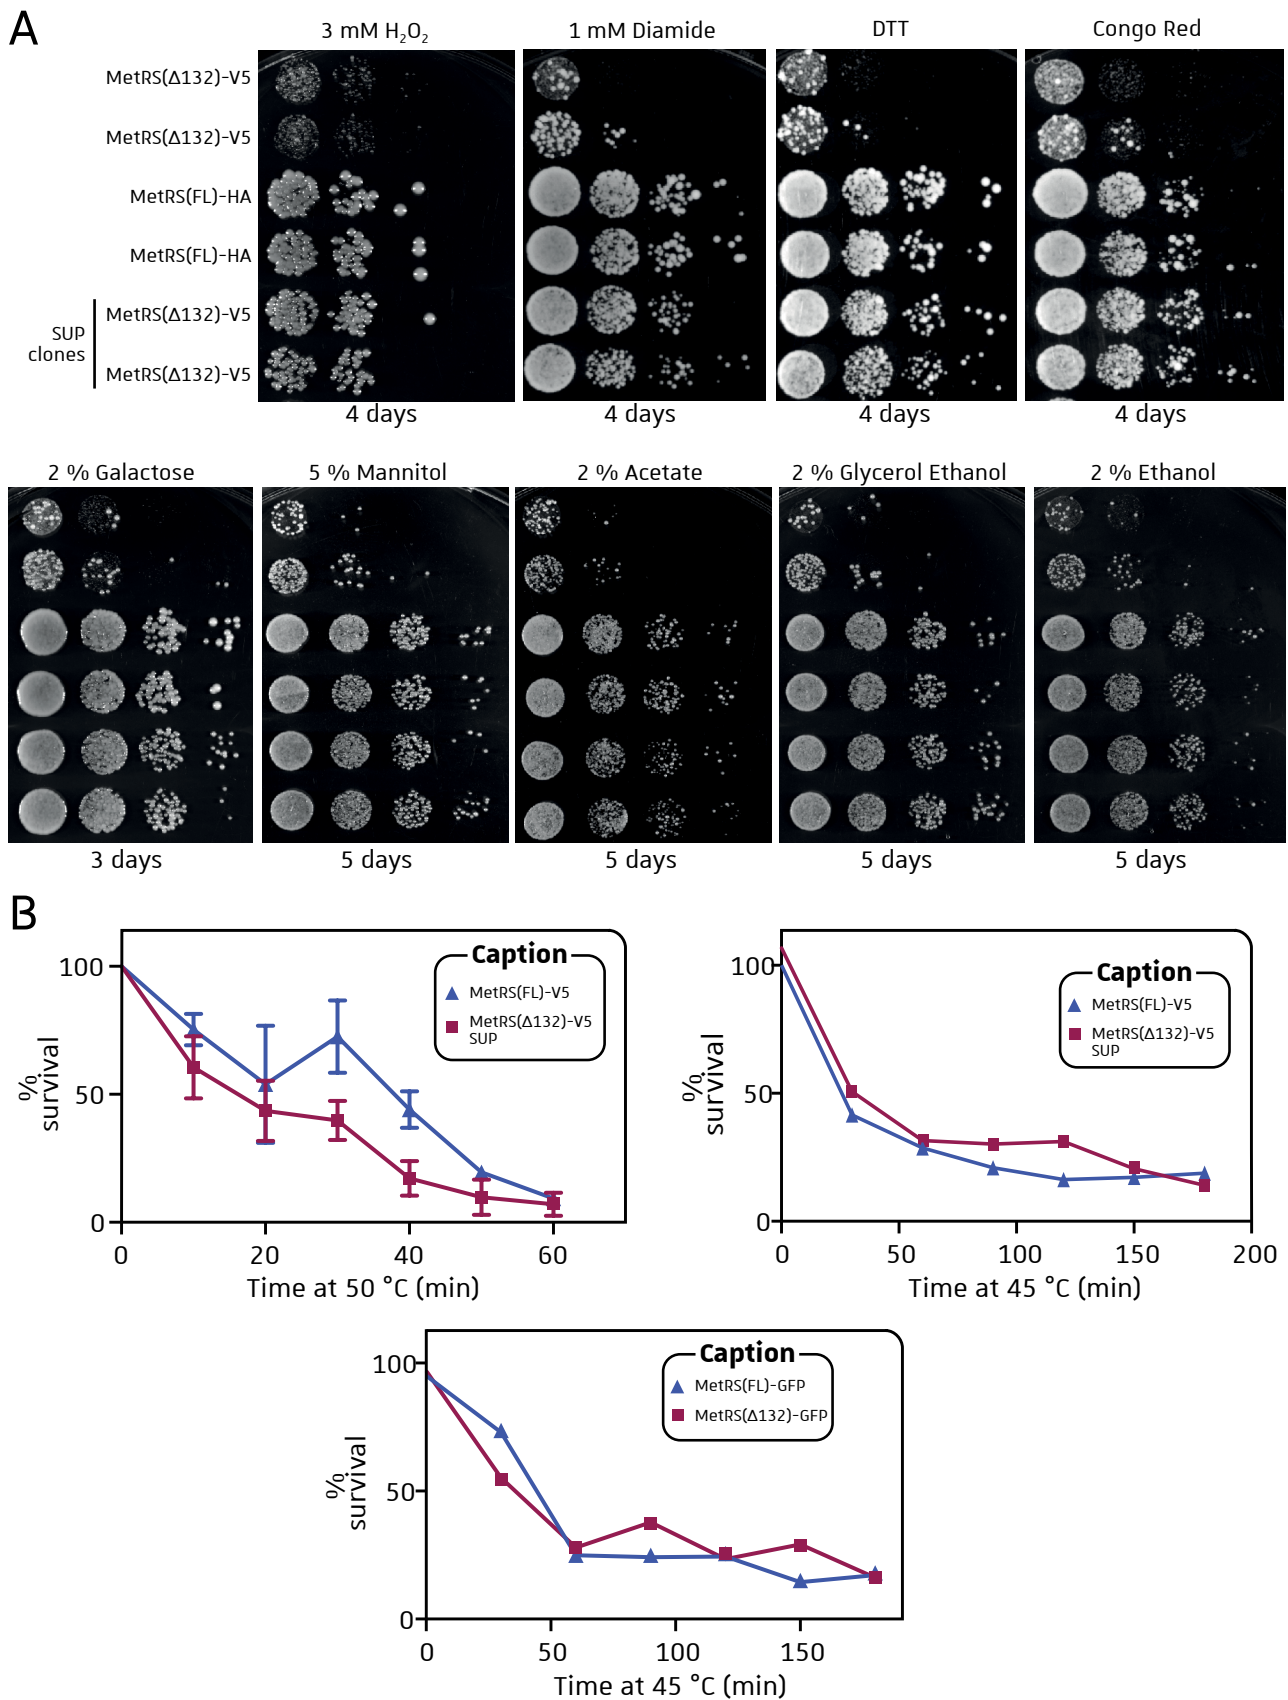 A
3 mM H₂O₂
1 mM Diamide
DTT
Congo Red
MetRS(Δ132)-V5
MetRS(Δ132)-V5
MetRS(FL)-HA
MetRS(FL)-HA
SUP
clones
MetRS(Δ132)-V5
MetRS(Δ132)-V5
4 days
4 days
4 days
4 days
2 % Galactose
5 % Mannitol
2 % Acetate
2 % Glycerol Ethanol
2 % Ethanol
3 days
5 days
5 days
5 days
5 days
B
Caption
MetRS(FL)-V5
MetRS(Δ132)-V5
SUP
%
survival
100
50
0
0 20 40 60
Time at 50 °C (min)
Caption
MetRS(FL)-V5
MetRS(Δ132)-V5
SUP
%
survival
100
50
0
0 50 100 150 200
Time at 45 °C (min)
Caption
MetRS(FL)-GFP
MetRS(Δ132)-GFP
%
survival
100
50
0
0 50 100 150
Time at 45 °C (min)